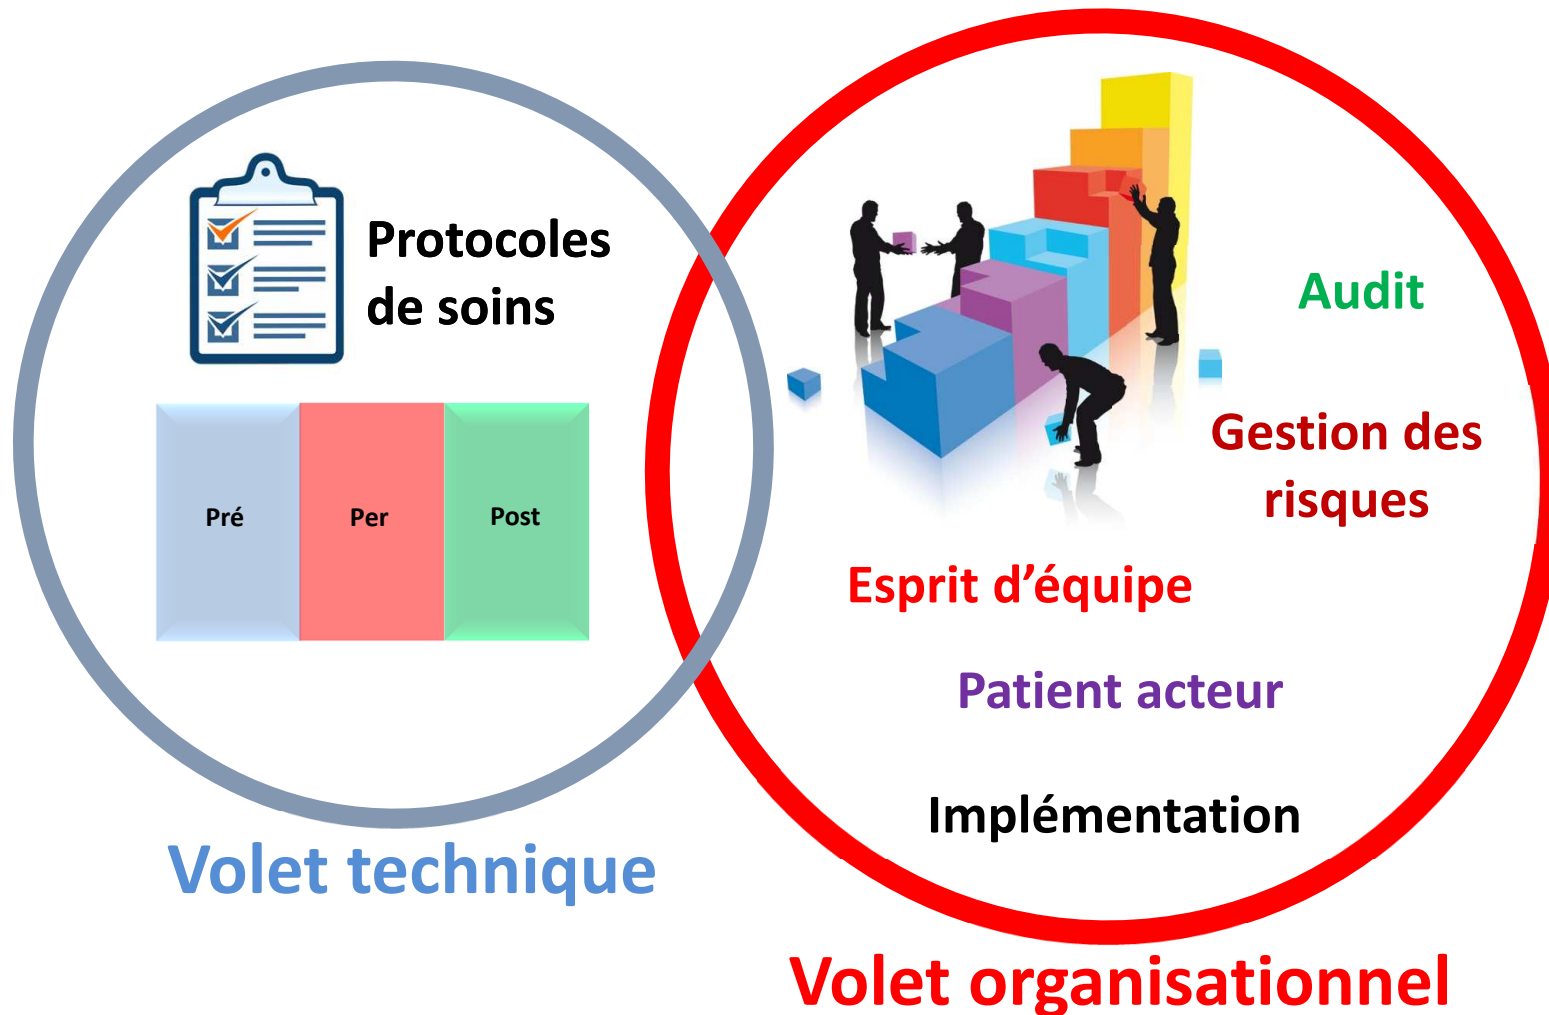 Protocoles
de soins
Pré
Per
Post
Volet technique
Audit
Gestion des
risques
Esprit d’équipe
Patient acteur
Implémentation
Volet organisationnel